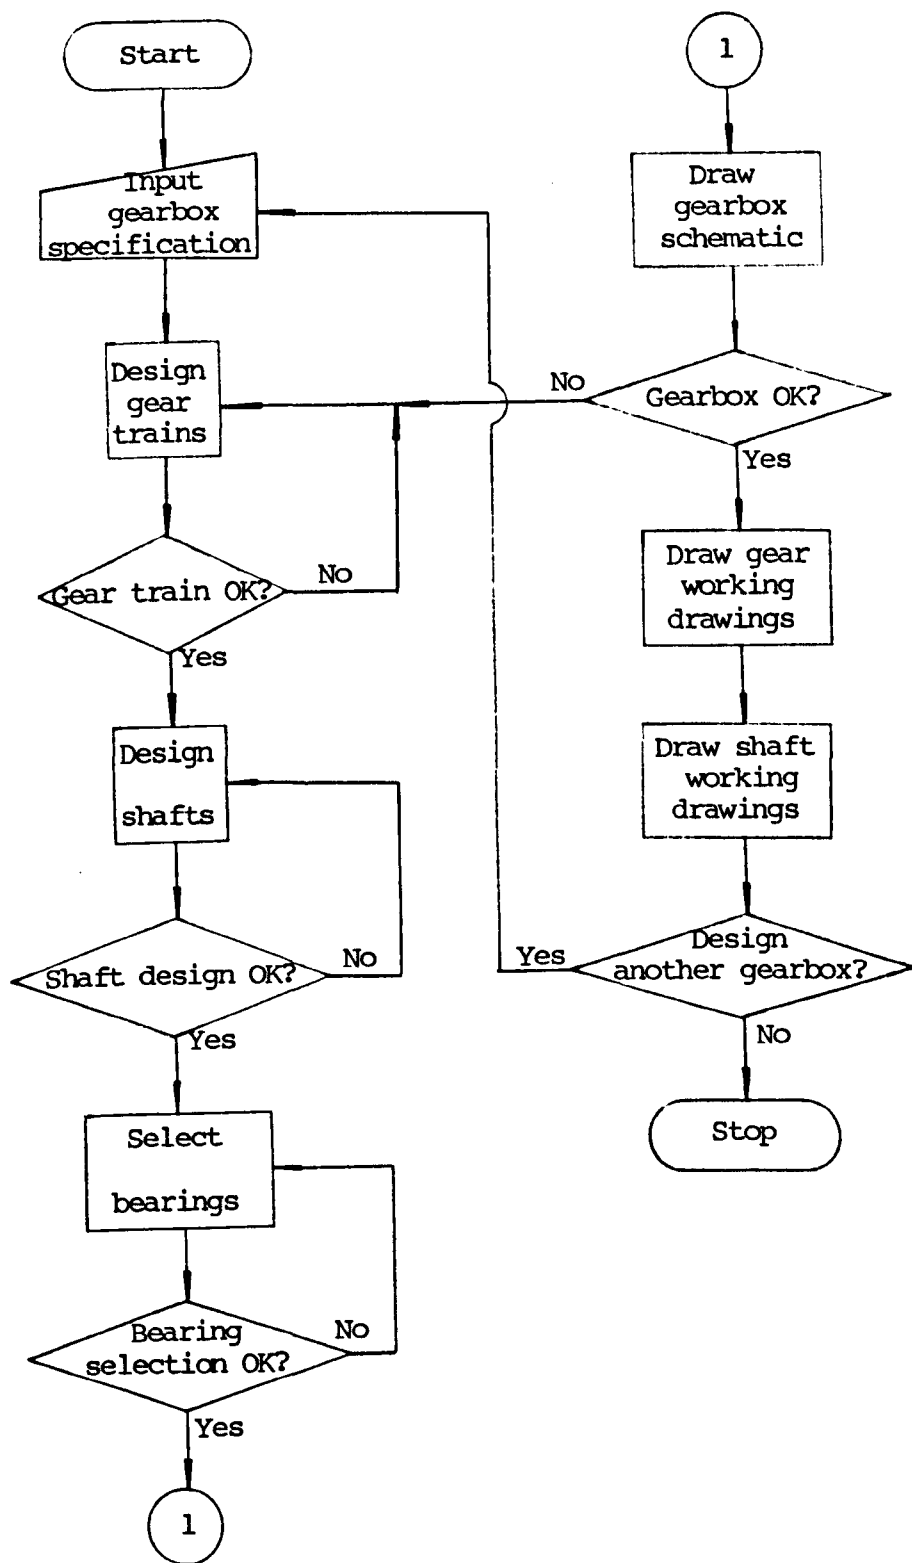 Start
Input
gearbox
specification
Design
gear
trains
Gear train OK?
No
Yes
Design
shafts
Shaft design OK?
No
Yes
Select
bearings
Bearing
selection OK?
No
Yes
1
1
Draw
gearbox
schematic
Gearbox OK?
No
Yes
Draw gear
working
drawings
Draw shaft
working
drawings
Design
another gearbox?
Yes
No
Stop